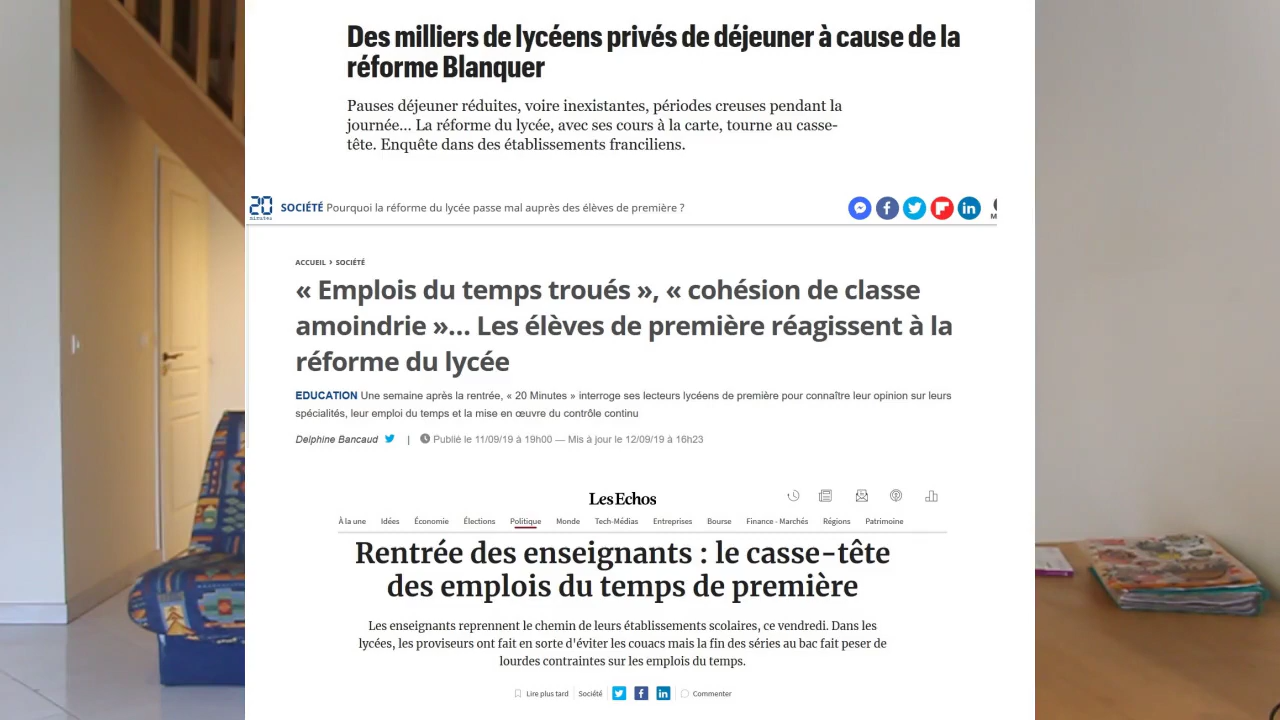 Des milliers de lycéens privés de déjeuner à cause de la
réforme Blanquer
Pauses déjeuner réduites, voire inexistantes, périodes creuses pendant la
journée... La réforme du lycée, avec ses cours à la carte, tourne au casse-
tête. Enquête dans des établissements franciliens.
20 minutes SOCIÉTÉ Pourquoi la réforme du lycée passe mal auprès des élèves de première ?
ACCUEIL › SOCIÉTÉ
« Emplois du temps troués », « cohésion de classe
amoindrie »... Les élèves de première réagissent à la
réforme du lycée
EDUCATION Une semaine après la rentrée, « 20 Minutes » interroge ses lecteurs lycéens de première pour connaître leur opinion sur leurs
spécialités, leur emploi du temps et la mise en œuvre du contrôle continu
Delphine Bancaud | Publié le 11/09/19 à 19h00 — Mis à jour le 12/09/19 à 16h23
Les Echos
À la une Idées Économie Élections Politique Monde Tech-Médias Entreprises Bourse Finance - Marchés Régions Patrimoine
Rentrée des enseignants : le casse-tête
des emplois du temps de première
Les enseignants reprennent le chemin de leurs établissements scolaires, ce vendredi. Dans les
lycées, les proviseurs ont fait en sorte d'éviter les couacs mais la fin des séries au bac fait peser de
lourdes contraintes sur les emplois du temps.
Lire plus tard Société Commenter